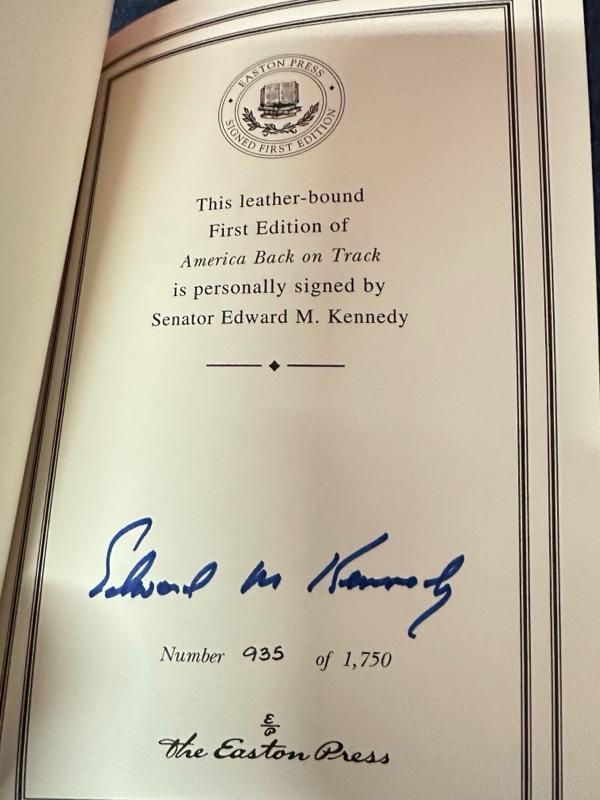 EASTON PRESS
SIGNED FIRST EDITION
This leather-bound
First Edition of
America Back on Track
is personally signed by
Senator Edward M. Kennedy
Edward M Kennedy
Number 935 of 1,750
E/P
The Easton Press